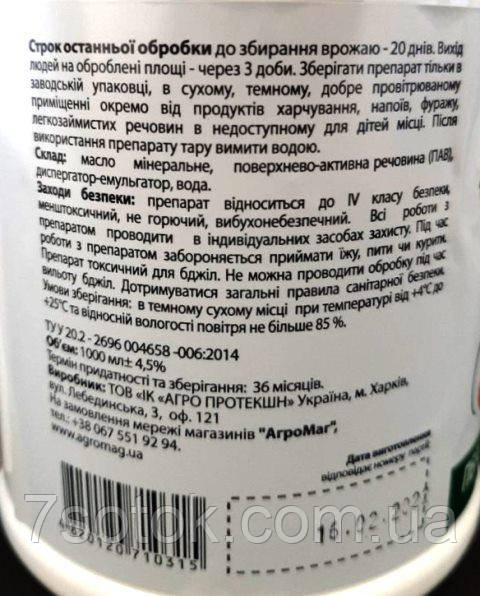 Строк останньої обробки до збирання врожаю - 20 днів. Вихід
людей на оброблені площі - через 3 доби. Зберігати препарат тільки в
заводській упаковці, в сухому, темному, добре провітрюваному
приміщенні окремо від продуктів харчування, напоїв, фуражу,
легкозаймистих речовин в недоступному для дітей місці. Після
використання препарату тару вимити водою.
Склад: масло мінеральне, поверхнево-активна речовина (ПАВ),
диспергатор-емульгатор, вода.
Заходи безпеки: препарат відноситься до IV класу безпеки,
менштоксичний, не горючий, вибухонебезпечний. Всі роботи з
препаратом проводити в індивідуальних засобах захисту. Під час
роботи з препаратом забороняється приймати їжу, пити чи курити.
Препарат токсичний для бджіл. Не можна проводити обробку під час
вильоту бджіл. Дотримуватися загальні правила санітарної безпеки.
Умови зберігання: в темному сухому місці при температурі від +4°С до
+25°С та відносній вологості повітря не більше 85 %.
ТУ У 20.2 - 2696 004658 -006:2014
Об'єм: 1000 мл± 4,5%
Термін придатності та зберігання: 36 місяців.
Виробник: ТОВ «ІК «АГРО ПРОТЕКШН» Україна, м. Харків,
вул. Лебединська, 3, оф. 121
На замовлення мережі магазинів "АгроМаг",
тел.: +38 067 551 92 94.
www.agromag.ua
Дата виготовлення
відповідає номеру партії
16.02.202
7sotok.com.ua